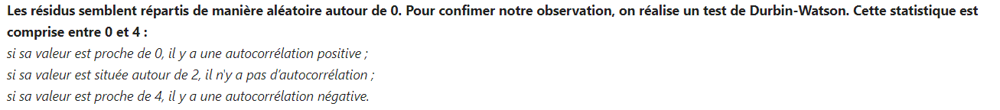 Les résidus semblent répartis de manière aléatoire autour de 0. Pour confimer notre observation, on réalise un test de Durbin-Watson. Cette statistique est
comprise entre 0 et 4 :
si sa valeur est proche de 0, il y a une autocorrélation positive ;
si sa valeur est située autour de 2, il n'y a pas d’autocorrélation ;
si sa valeur est proche de 4, il y a une autocorrélation négative.